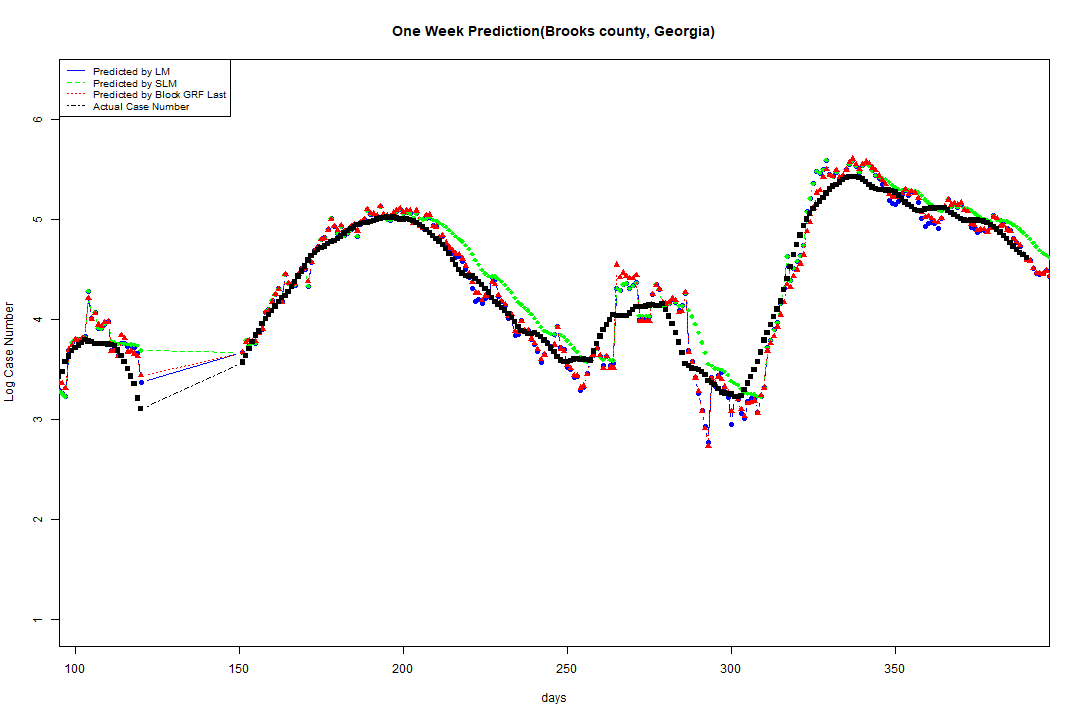 One Week Prediction(Brooks county, Georgia)
Predicted by LM
Predicted by SLM
Predicted by Block GRF Last
Actual Case Number
Log Case Number
6
5
4
3
2
1
100 150 200 250 300 350
days